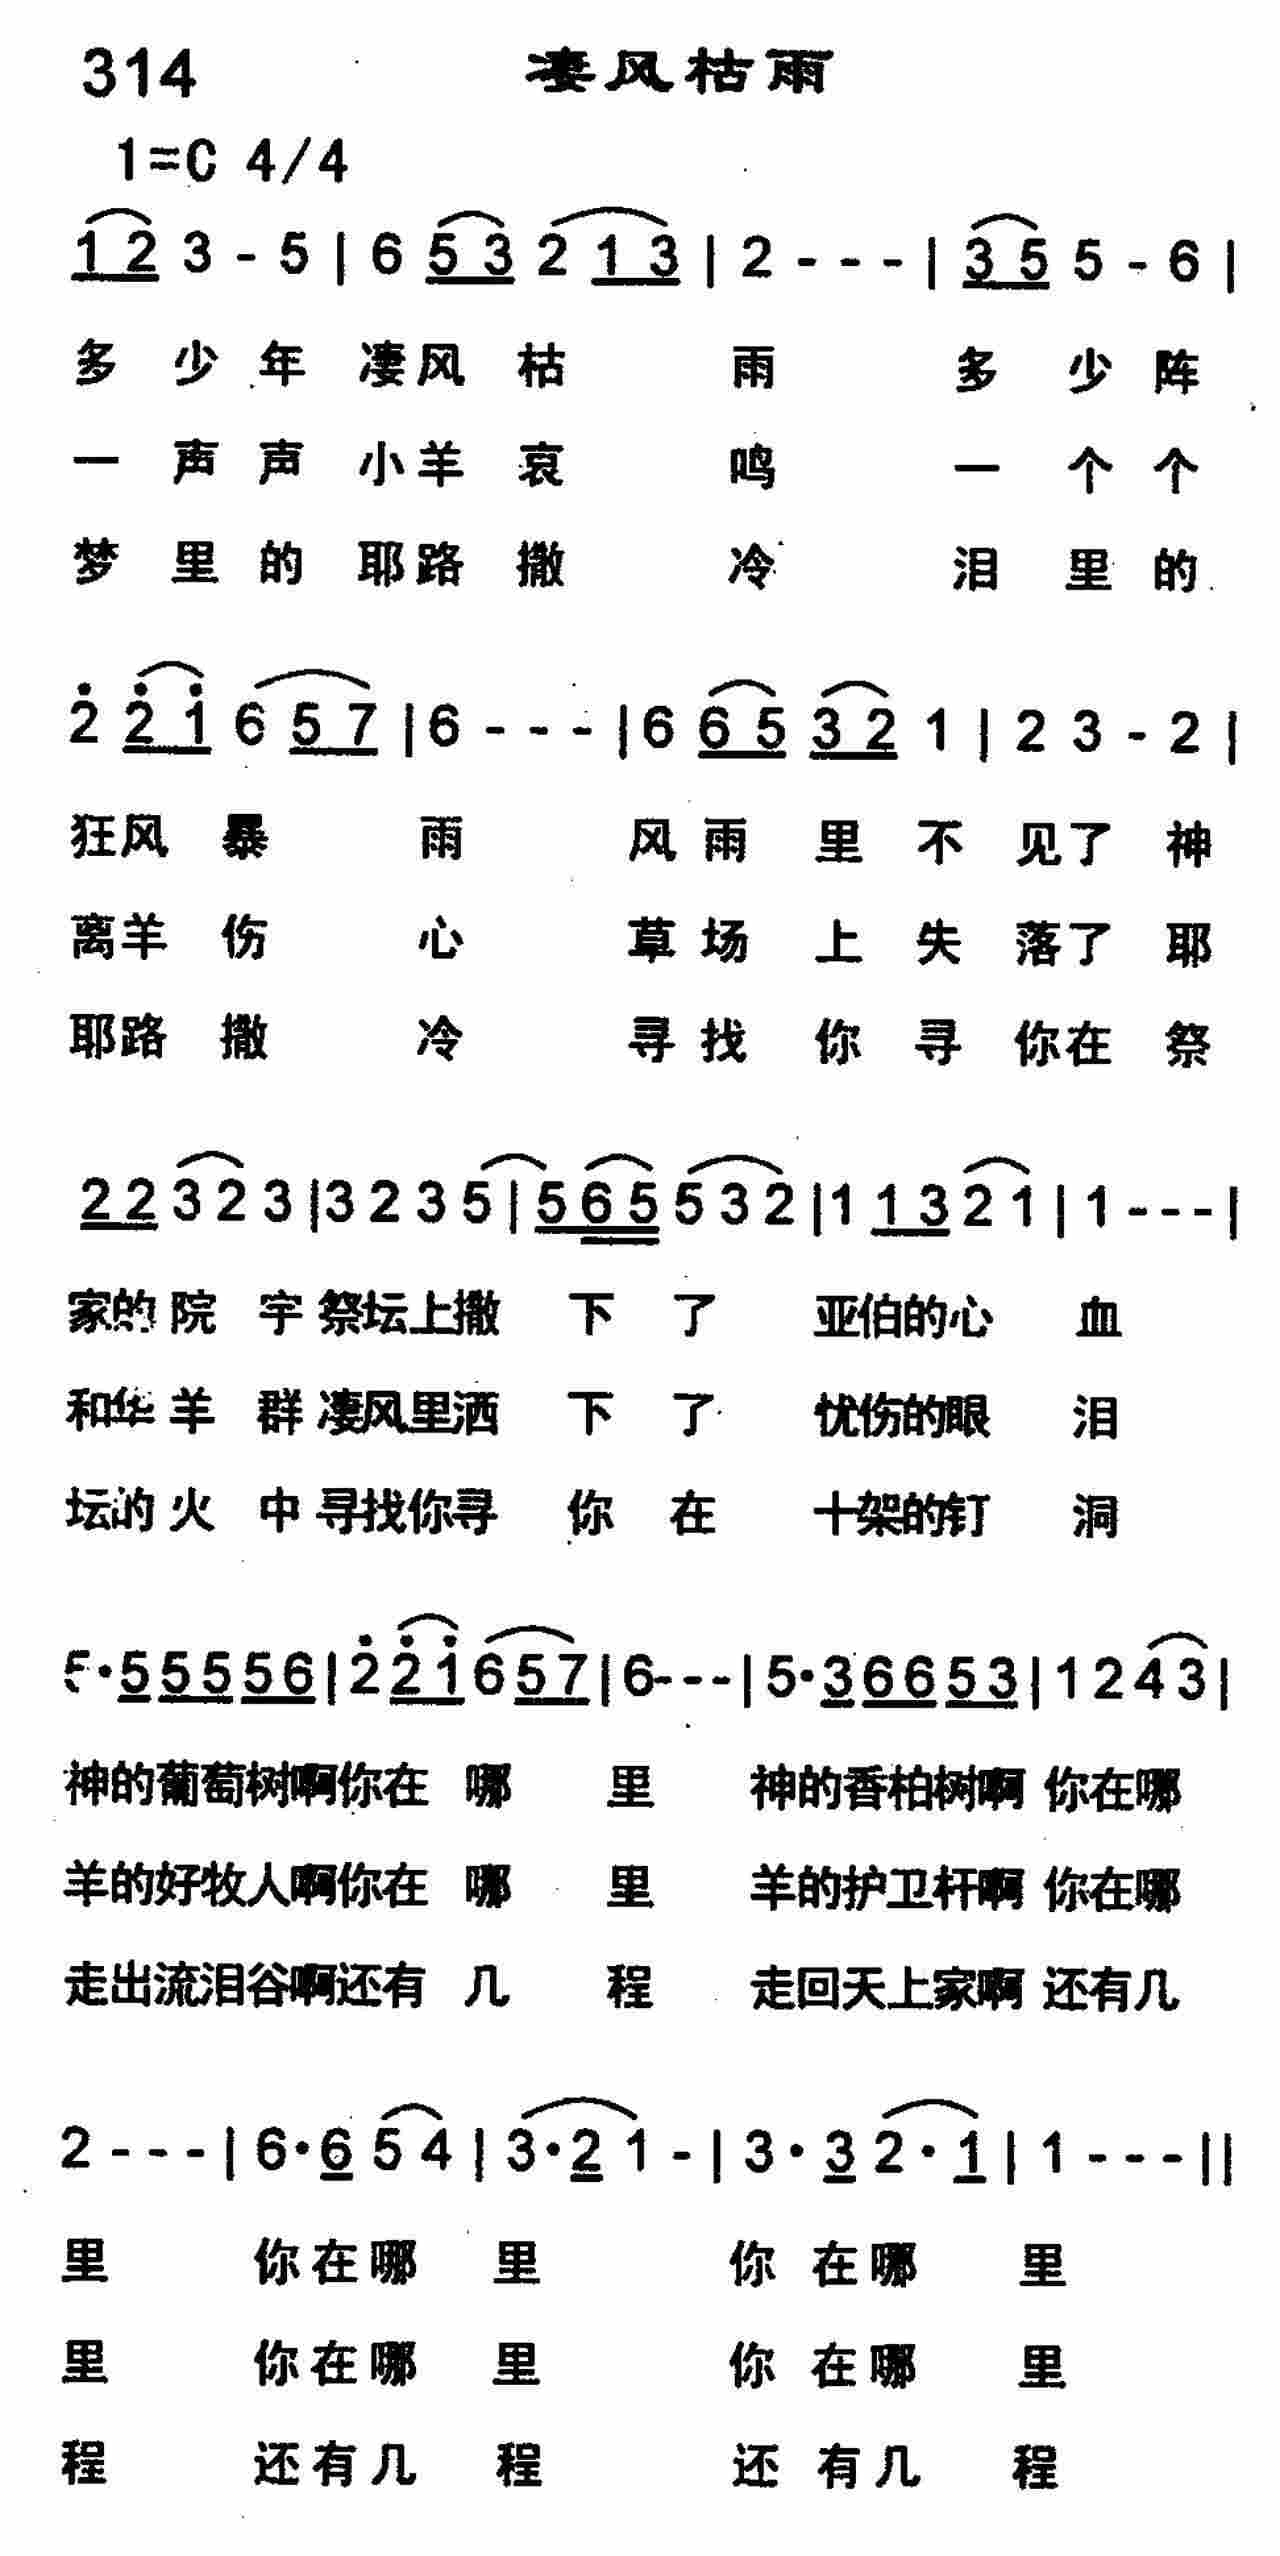 314 凄风枯雨
1=C 4/4
1 2 3 - 5 | 6 5 3 2 1 3 | 2 - - - | 3 5 5 - 6 |
多少年凄风枯雨多少阵
一声声小羊哀鸣一个个
梦里的耶路撒冷泪里的
2 2 1 6 5 7 | 6 - - - | 6 6 5 3 2 1 | 2 3 - 2 |
狂风暴雨风雨里不见了神
离羊伤心草场上失落了耶
耶路撒冷寻找你寻你在祭
2 2 3 2 3 | 3 2 3 5 | 5 6 5 5 3 2 | 1 1 3 2 1 | 1 - - - |
家的院宇祭坛上撒下了亚伯的心血
和华羊群凄风里洒下了忧伤的眼泪
坛的火中寻找你寻你在十架的钉洞
5 · 5 5 5 5 6 | 2 2 1 6 5 7 | 6 - - - | 5 · 3 6 6 5 3 | 1 2 4 3 |
神的葡萄树啊你在哪里神的香柏树啊你在哪
羊的好牧人啊你在哪里羊的护卫杆啊你在哪
走出流泪谷啊还有几程走回天上家啊还有几
2 - - - | 6 · 6 5 4 | 3 · 2 1 - | 3 · 3 2 · 1 | 1 - - - ||
里你在哪里你在哪里
里你在哪里你在哪里
程还有几程还有几程